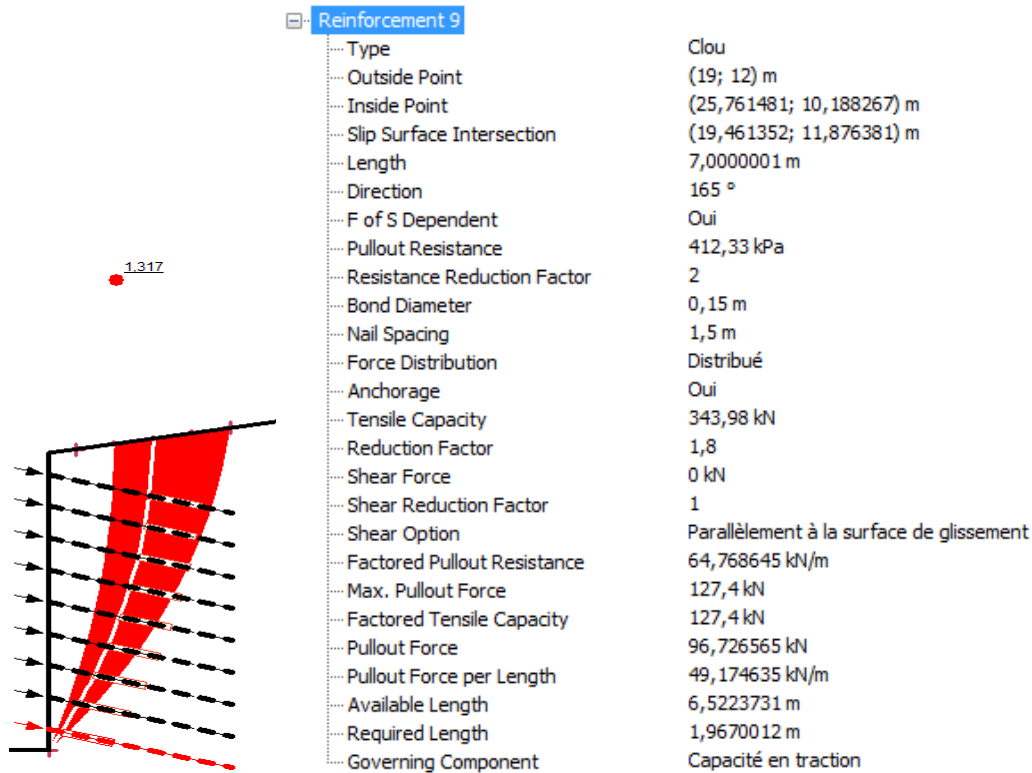 Reinforcement 9
Type Clou
Outside Point (19; 12) m
Inside Point (25,761481; 10,188267) m
Slip Surface Intersection (19,461352; 11,876381) m
Length 7,0000001 m
Direction 165 °
F of S Dependent Oui
Pullout Resistance 412,33 kPa
Resistance Reduction Factor 2
Bond Diameter 0,15 m
Nail Spacing 1,5 m
Force Distribution Distribué
Anchorage Oui
Tensile Capacity 343,98 kN
Reduction Factor 1,8
Shear Force 0 kN
Shear Reduction Factor 1
Shear Option Parallèlement à la surface de glissement
Factored Pullout Resistance 64,768645 kN/m
Max. Pullout Force 127,4 kN
Factored Tensile Capacity 127,4 kN
Pullout Force 96,726565 kN
Pullout Force per Length 49,174635 kN/m
Available Length 6,5223731 m
Required Length 1,9670012 m
Governing Component Capacité en traction
1,317